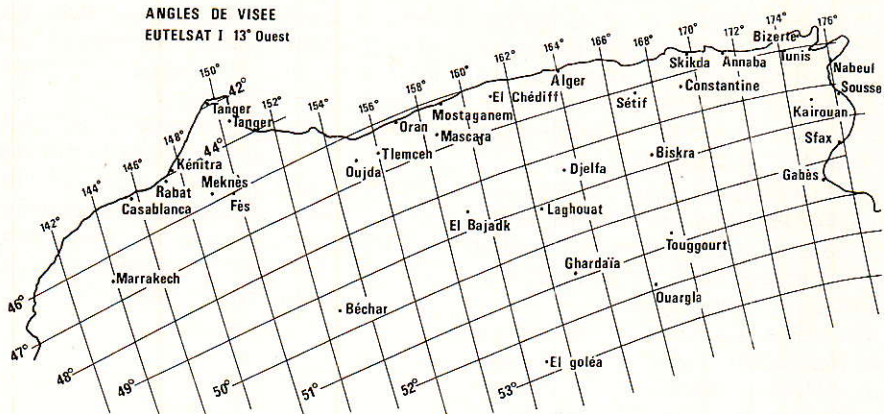 ANGLES DE VISEE
EUTELSAT I 13° Ouest
142°
144°
146°
148°
150°
152°
154°
156°
158°
160°
162°
164°
166°
168°
170°
172°
174°
176°
42°
44°
46°
47°
48°
49°
50°
51°
52°
53°
Tanger
Tanger
Kénitra
Rabat
Casablanca
Meknès
Fès
Marrakech
Oujda
Tlemceh
Oran
Mostaganem
Mascara
El Chédiff
Alger
Sétif
Skikda
Annaba
Constantine
Bizerte
Tunis
Nabeul
Sousse
Kairouan
Sfax
Gabès
Biskra
Djelfa
Laghouat
El Bajadk
Ghardaïa
Touggourt
Ouargla
Béchar
El goléa